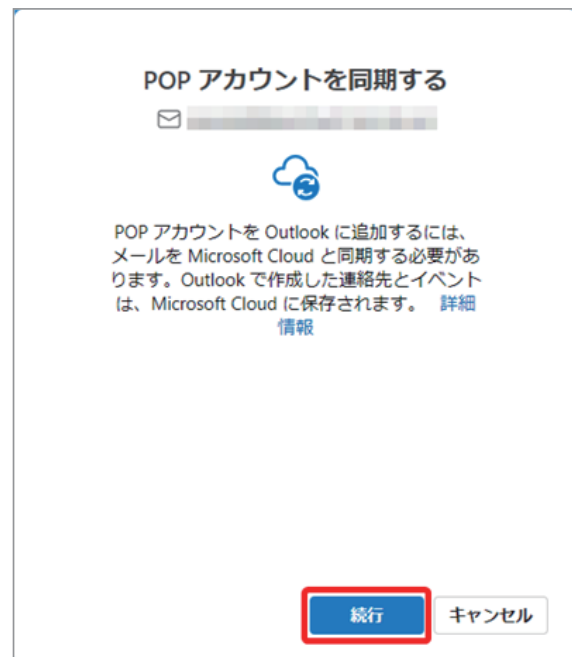 POP アカウントを同期する
POP アカウントを Outlook に追加するには、
メールを Microsoft Cloud と同期する必要があ
ります。Outlook で作成した連絡先とイベント
は、Microsoft Cloud に保存されます。 詳細
情報
続行 キャンセル